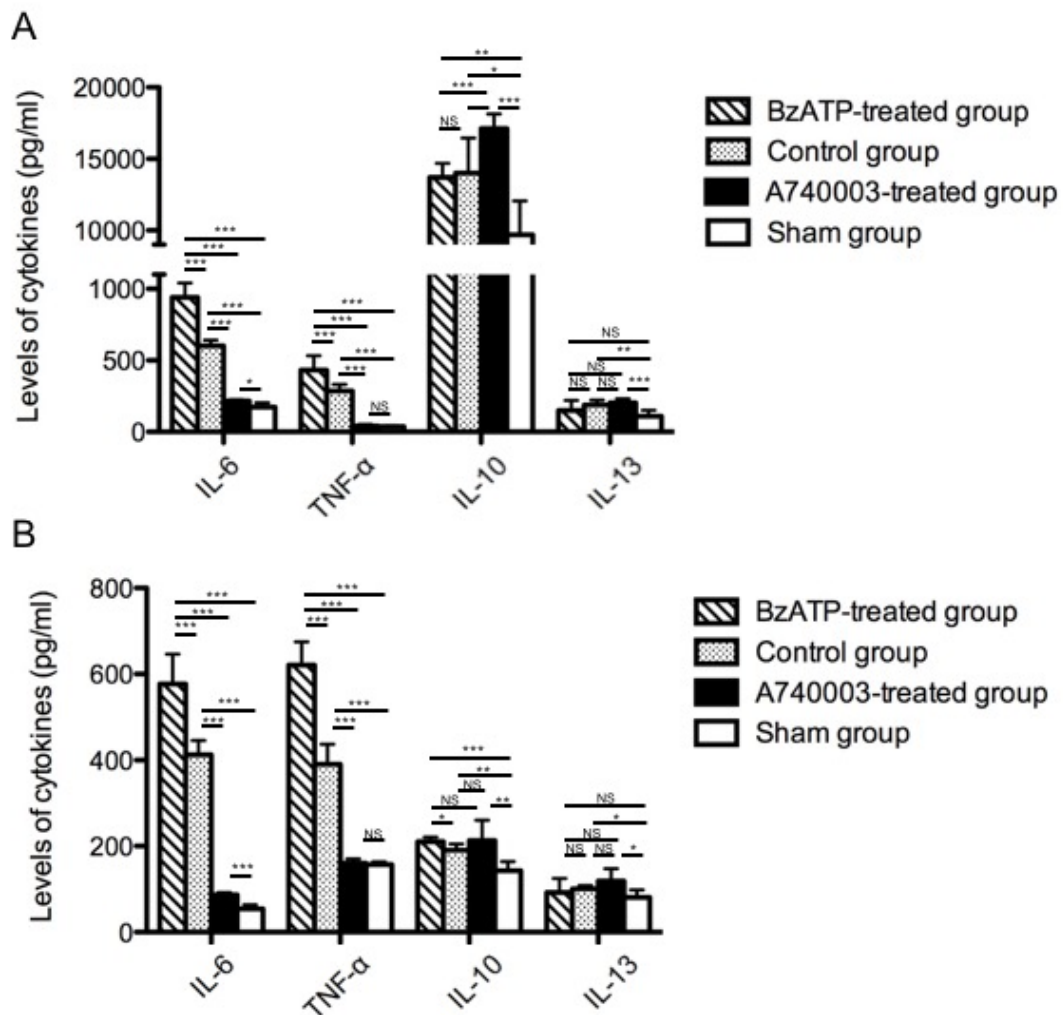 A
Levels of cytokines (pg/ml)
20000
15000
10000
1000
500
0
***
***
***
***
***
*
***
***
***
***
***
NS
**
*
***
***
NS
NS
**
NS
NS
NS
***
IL-6
TNF-α
IL-10
IL-13
BzATP-treated group
Control group
A740003-treated group
Sham group
B
Levels of cytokines (pg/ml)
800
600
400
200
0
***
***
***
***
***
***
***
***
***
***
***
NS
***
**
NS
NS
**
*
NS
*
NS
NS
NS
*
IL-6
TNF-α
IL-10
IL-13
BzATP-treated group
Control group
A740003-treated group
Sham group